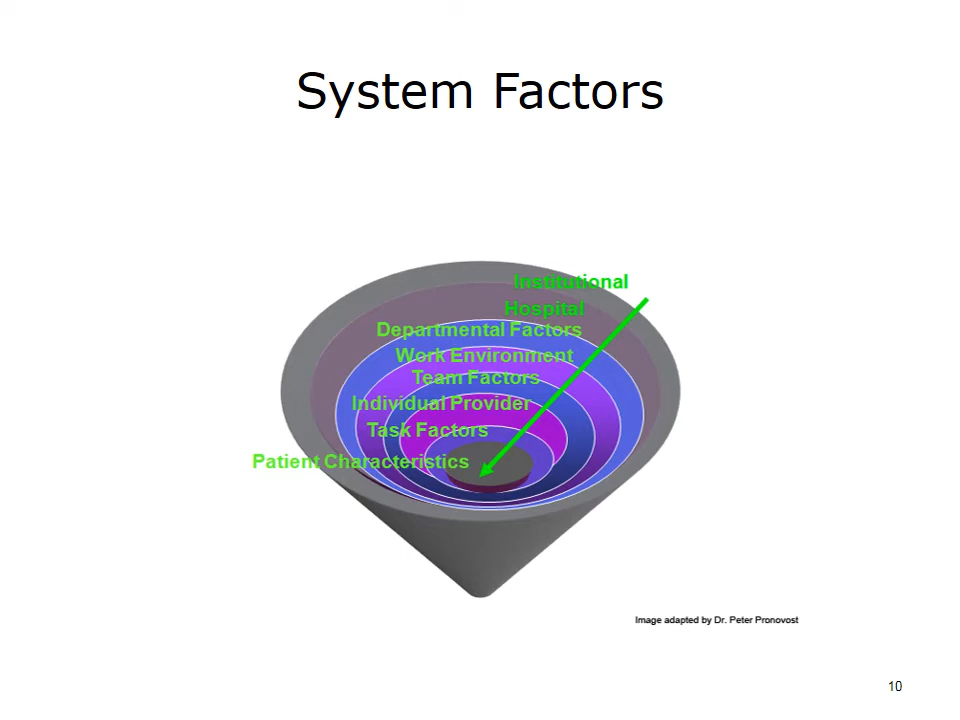 System Factors
Institutional
Hospital
Departmental Factors
Work Environment
Team Factors
Individual Provider
Task Factors
Patient Characteristics
Image adapted by Dr. Peter Pronovost
10